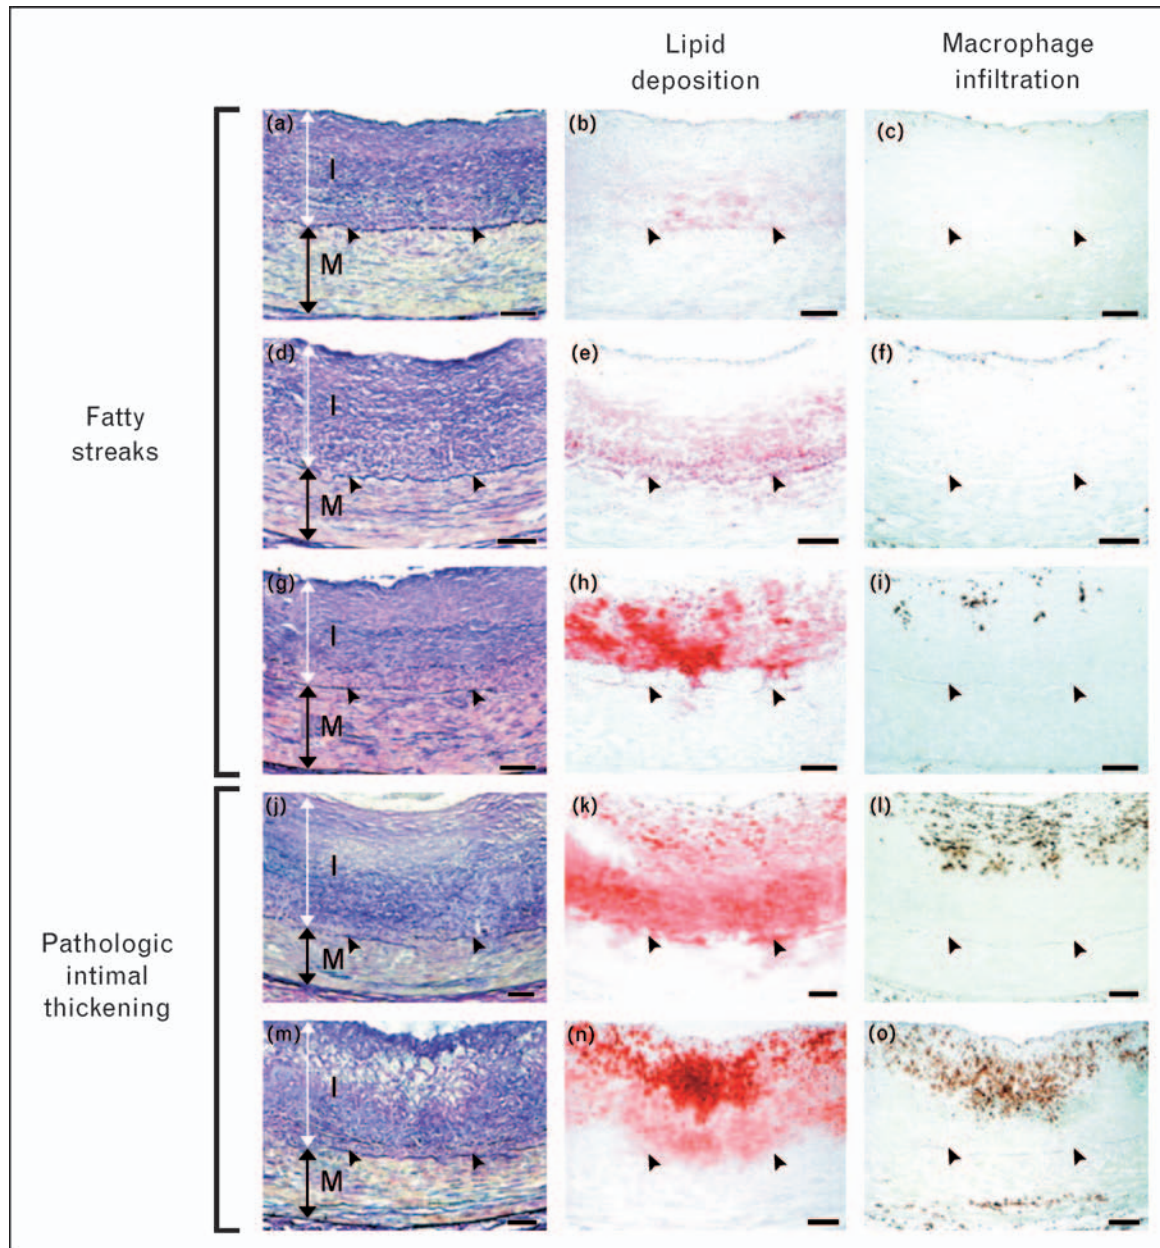 Lipid
deposition
Macrophage
infiltration
Fatty
streaks
(a)
I
M
(b)
(c)
(d)
I
M
(e)
(f)
(g)
I
M
(h)
(i)
Pathologic
intimal
thickening
(j)
I
M
(k)
(l)
(m)
I
M
(n)
(o)